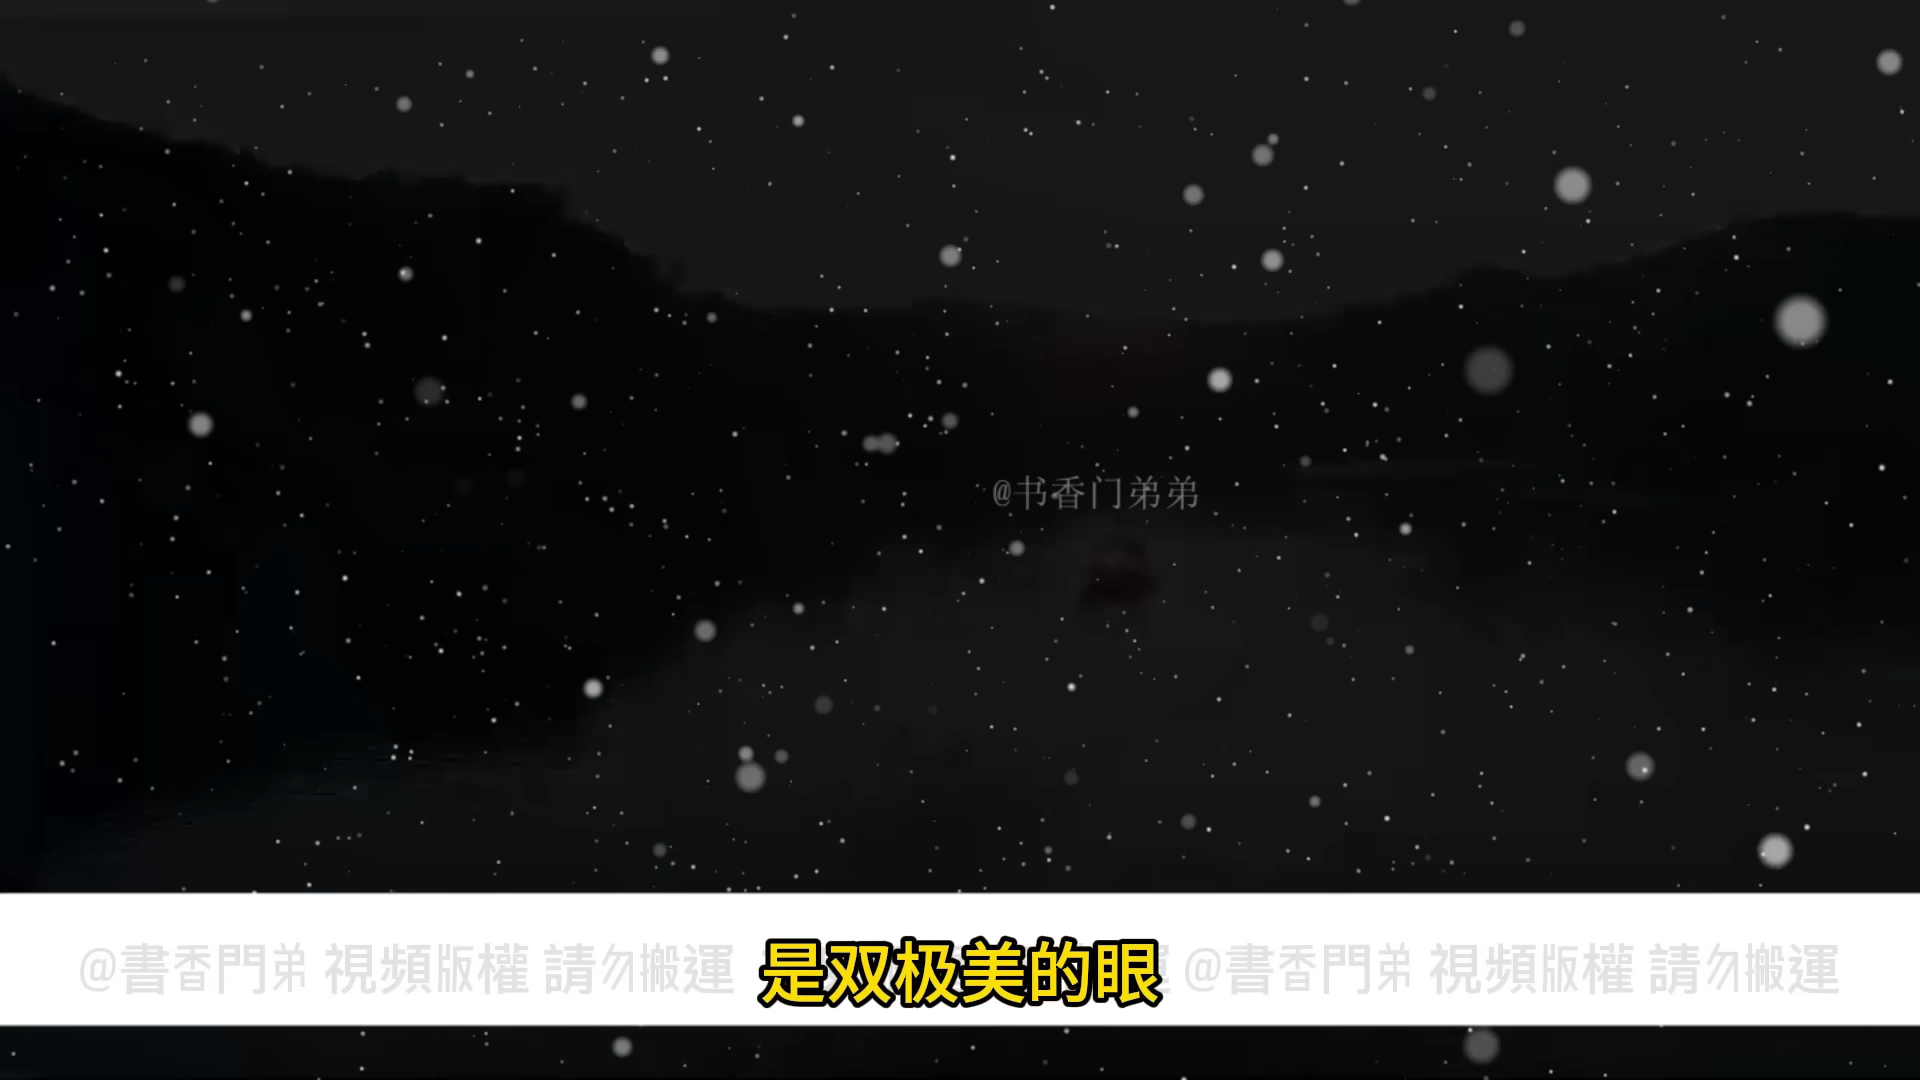 @书香门弟弟
@書香門弟 視頻版權 請勿搬運 @書香門弟 視頻版權 請勿搬運
是双极美的眼